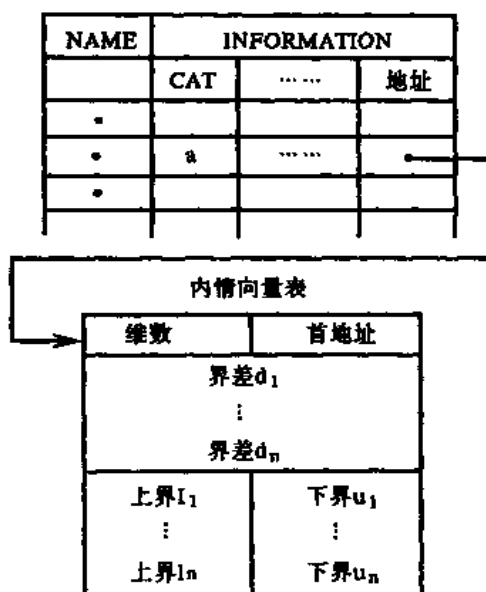 NAME INFORMATION
CAT …… 地址
a ……
内情向量表
维数 首地址
界差d₁
⋮
界差dₙ
上界I₁ 下界u₁
⋮ ⋮
上界ln 下界uₙ